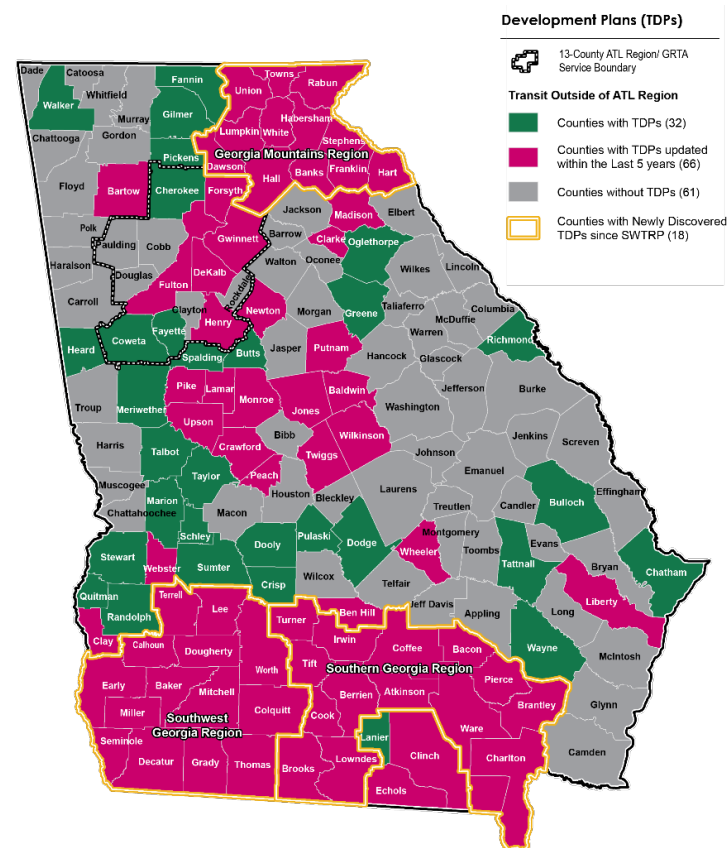 Development Plans (TDPs)
13-County ATL Region/ GRTA
Service Boundary
Transit Outside of ATL Region
Counties with TDPs (32)
Counties with TDPs updated
within the Last 5 years (66)
Counties without TDPs (61)
Counties with Newly Discovered
TDPs since SWTRP (18)
Dade
Catoosa
Whitfield
Walker
Murray
Fannin
Gilmer
Chattooga
Gordon
Pickens
Union
Towns
Rabun
Habersham
Lumpkin
White
Stephens
Georgia Mountains Region
Dawson
Hall
Banks
Franklin
Hart
Floyd
Bartow
Cherokee
Forsyth
Jackson
Madison
Elbert
Polk
Paulding
Cobb
Gwinnett
Barrow
Clarke
Oglethorpe
Haralson
Douglas
DeKalb
Walton
Oconee
Wilkes
Lincoln
Fulton
Rockdale
Carroll
Clayton
Henry
Newton
Morgan
Greene
Taliaferro
Columbia
McDuffie
Warren
Richmond
Heard
Coweta
Fayette
Spalding
Butts
Jasper
Putnam
Hancock
Glascock
Troup
Meriwether
Pike
Lamar
Monroe
Jones
Baldwin
Jefferson
Burke
Upson
Washington
Harris
Talbot
Crawford
Bibb
Twiggs
Wilkinson
Jenkins
Screven
Johnson
Muscogee
Taylor
Peach
Houston
Bleckley
Laurens
Emanuel
Effingham
Chattahoochee
Marion
Macon
Treutlen
Candler
Bulloch
Schley
Dooly
Pulaski
Dodge
Wheeler
Montgomery
Toombs
Evans
Tattnall
Bryan
Chatham
Stewart
Webster
Sumter
Crisp
Wilcox
Telfair
Liberty
Quitman
Randolph
Terrell
Lee
Turner
Ben Hill
Jeff Davis
Appling
Long
Clay
Calhoun
Dougherty
Worth
Irwin
Coffee
Bacon
Wayne
McIntosh
Tift
Southern Georgia Region
Pierce
Early
Baker
Mitchell
Berrien
Atkinson
Brantley
Glynn
Miller
Colquitt
Cook
Ware
Southwest
Georgia Region
Seminole
Lanier
Clinch
Charlton
Camden
Decatur
Grady
Thomas
Brooks
Lowndes
Echols